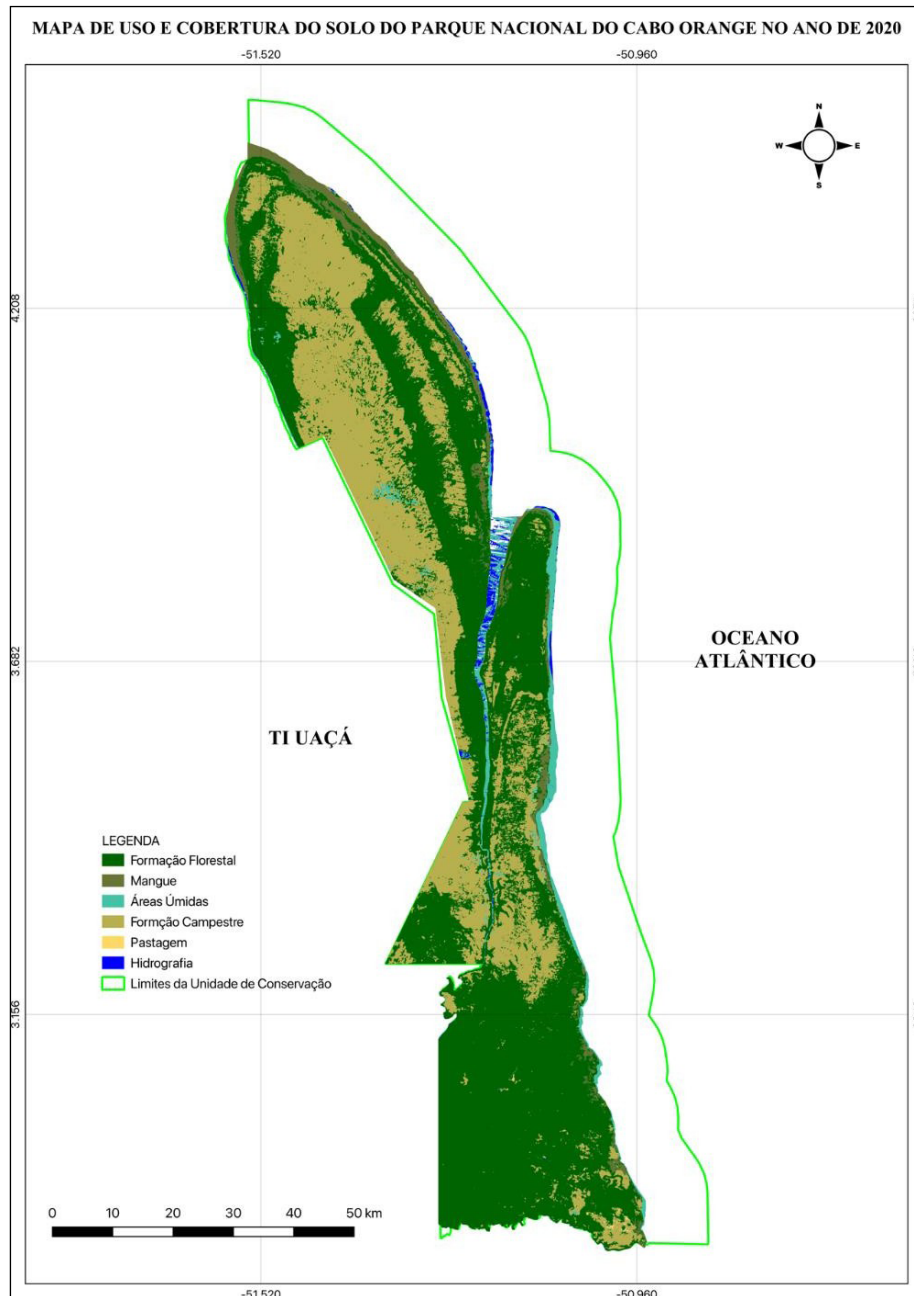 MAPA DE USO E COBERTURA DO SOLO DO PARQUE NACIONAL DO CABO ORANGE NO ANO DE 2020
-51.520
-50.960
N
W
E
S
4.208
3.682
OCEANO
ATLÂNTICO
TI UAÇÁ
LEGENDA
Formação Florestal
Mangue
Áreas Úmidas
Formção Campestre
Pastagem
Hidrografia
Limites da Unidade de Conservação
3.156
0
10
20
30
40
50 km
-51.520
-50.960